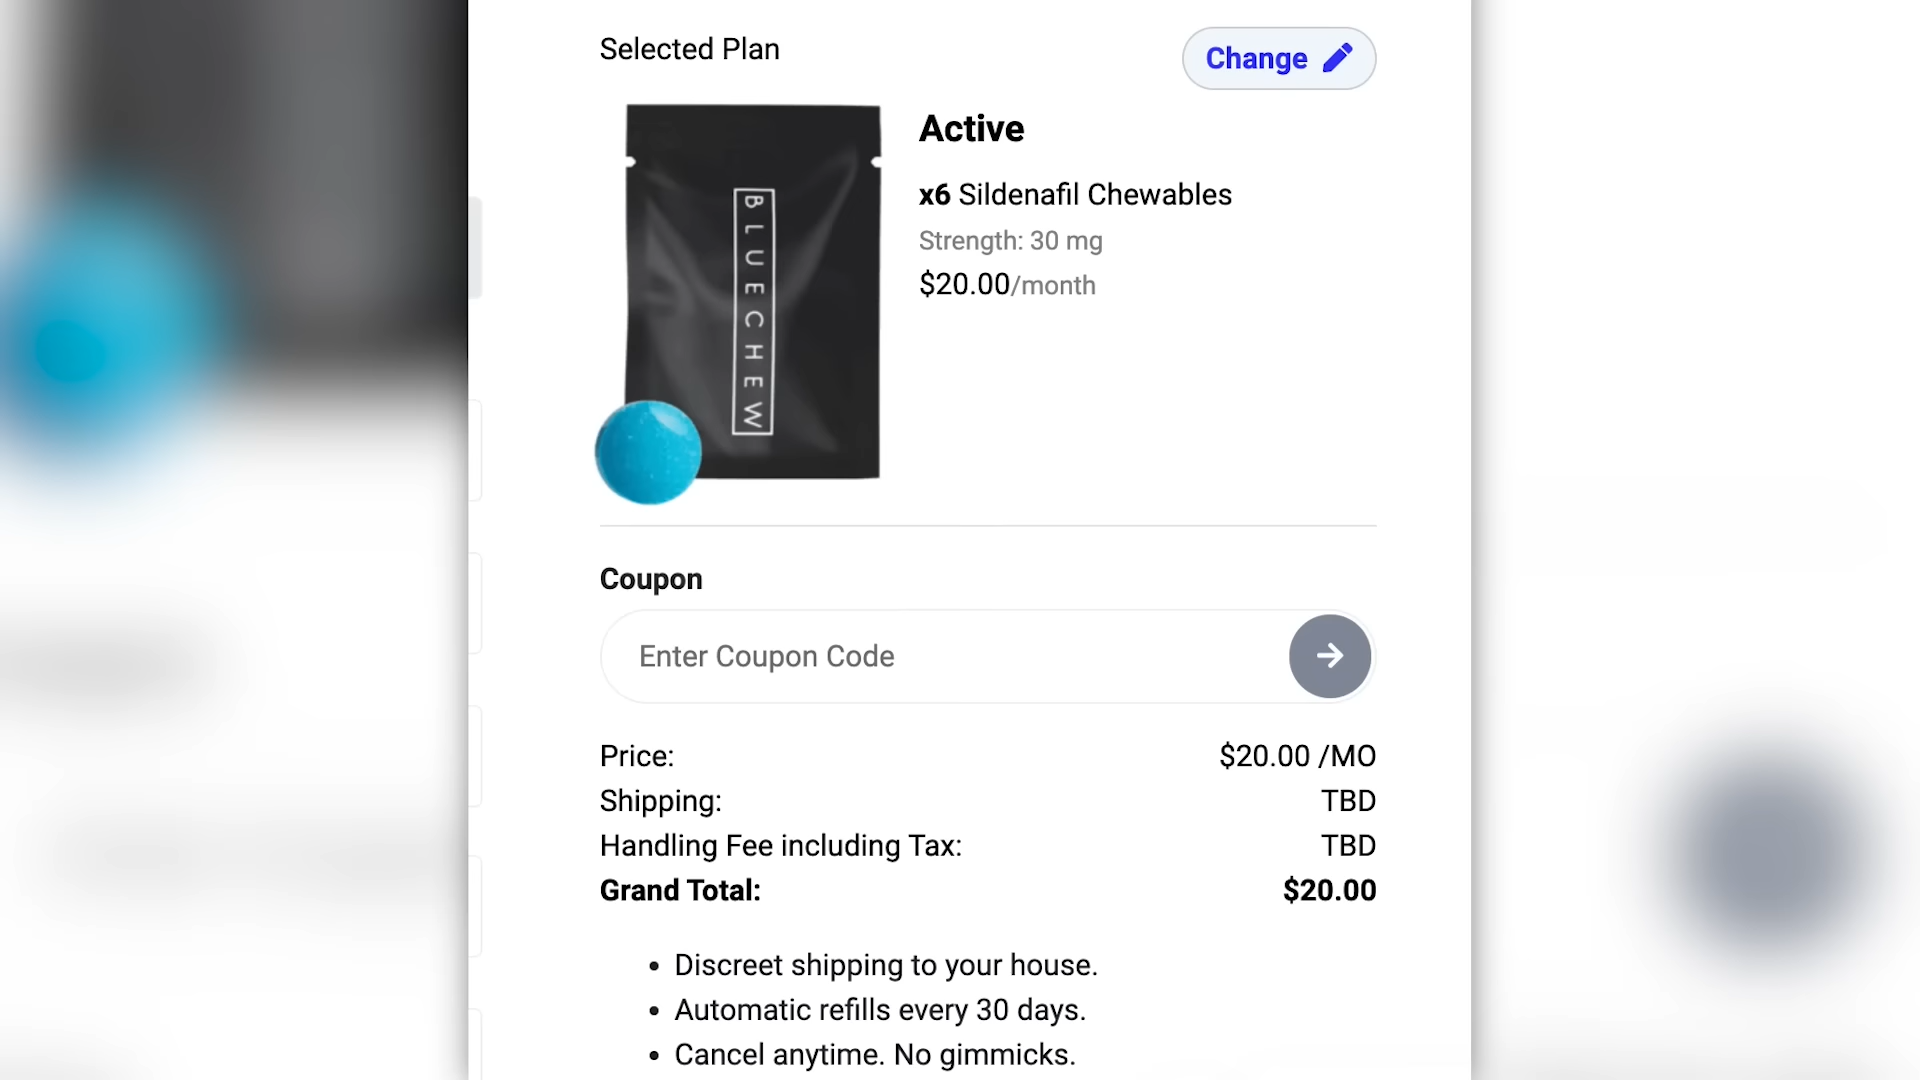 Selected Plan
Change
BLUECHEW
Active
x6 Sildenafil Chewables
Strength: 30 mg
$20.00/month
Coupon
Enter Coupon Code
Price: $20.00 /MO
Shipping: TBD
Handling Fee including Tax: TBD
Grand Total: $20.00
• Discreet shipping to your house.
• Automatic refills every 30 days.
• Cancel anytime. No gimmicks.